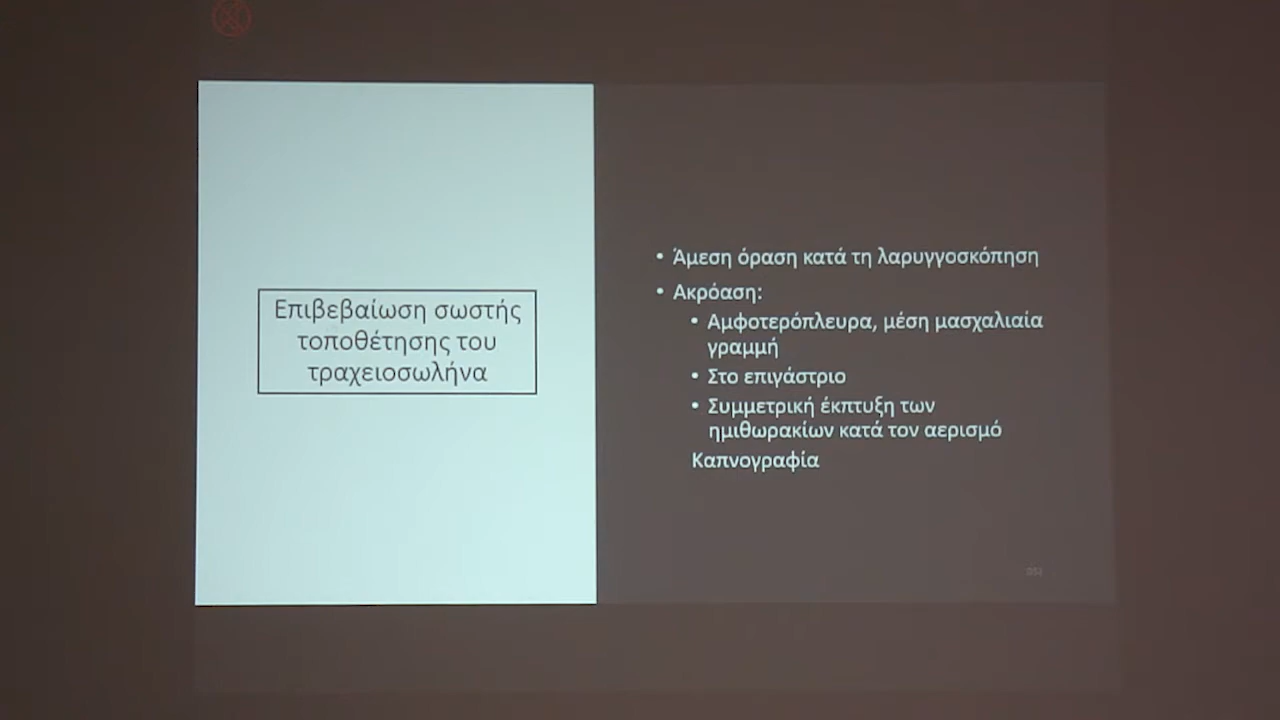 Επιβεβαίωση σωστής
τοποθέτησης του
τραχειοσωλήνα
• Άμεση όραση κατά τη λαρυγγοσκόπηση
• Ακρόαση:
• Αμφοτερόπλευρα, μέση μασχαλιαία
γραμμή
• Στο επιγάστριο
• Συμμετρική έκπτυξη των
ημιθωρακίων κατά τον αερισμό
Καπνογραφία